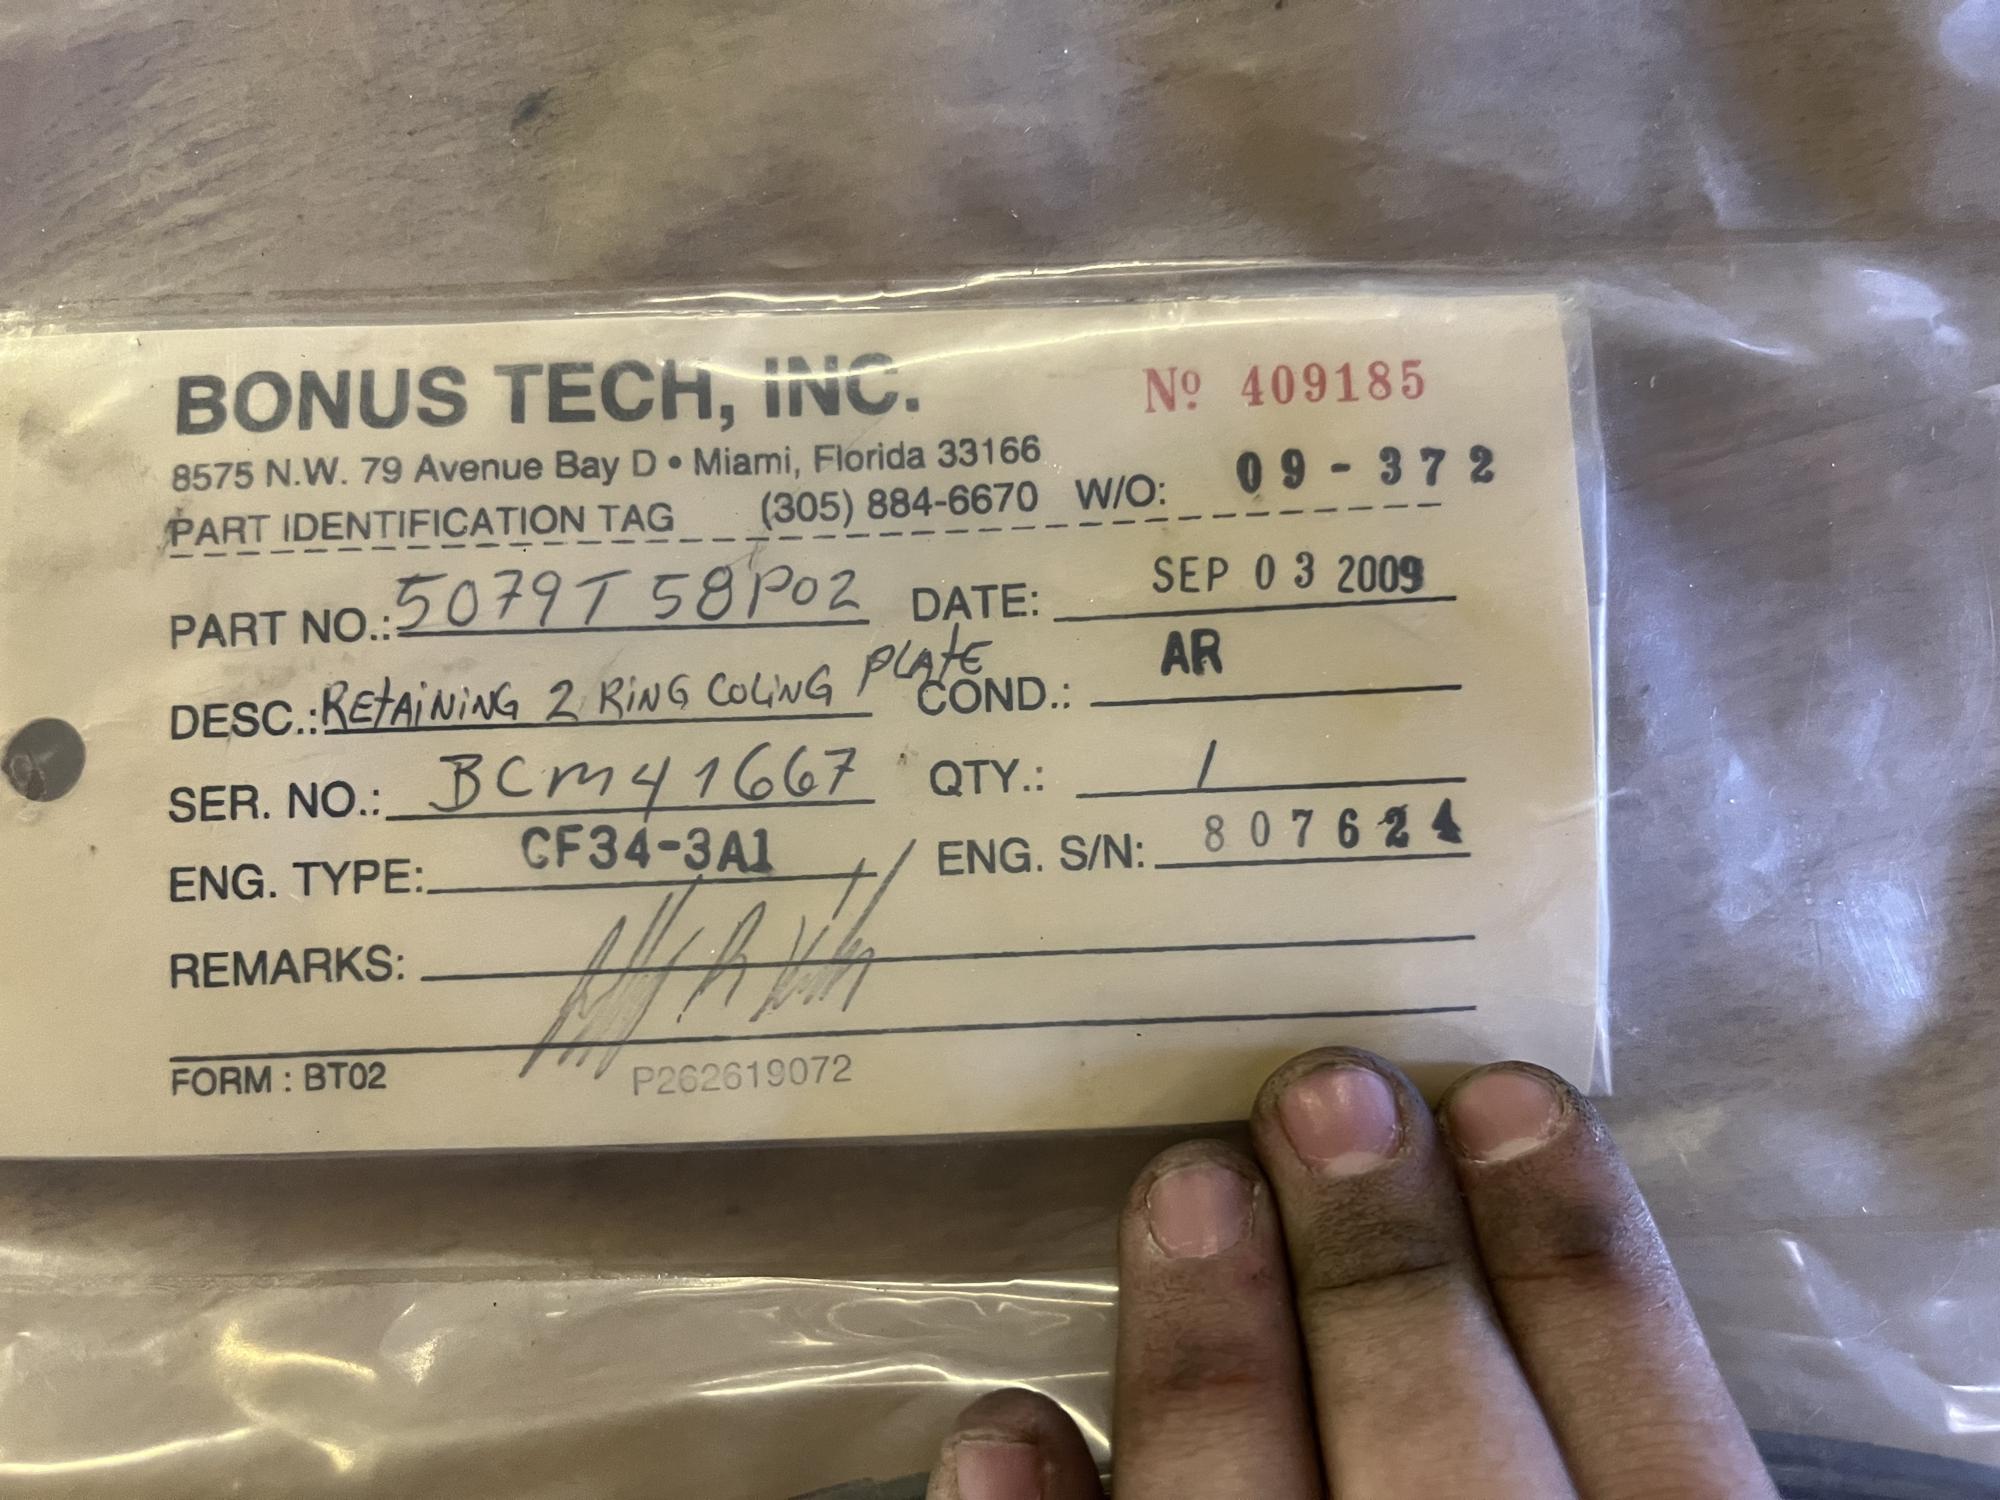 BONUS TECH, INC. Nº 409185
8575 N.W. 79 Avenue Bay D • Miami, Florida 33166
PART IDENTIFICATION TAG (305) 884-6670 W/O: 09-372
PART NO.: 5079T58P02 DATE: SEP 03 2009
DESC.: RETAINING 2 RING COLING PLATE COND.: AR
SER. NO.: BCM41667 QTY.: 1
ENG. TYPE: CF34-3A1 ENG. S/N: 807624
REMARKS:
FORM : BT02 P262619072